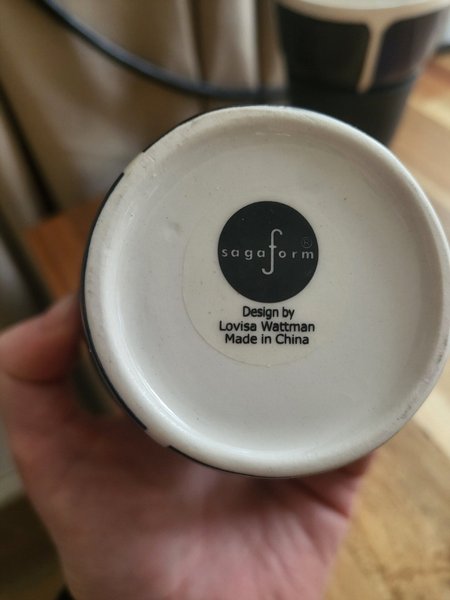 sagaform®
Design by
Lovisa Wattman
Made in China